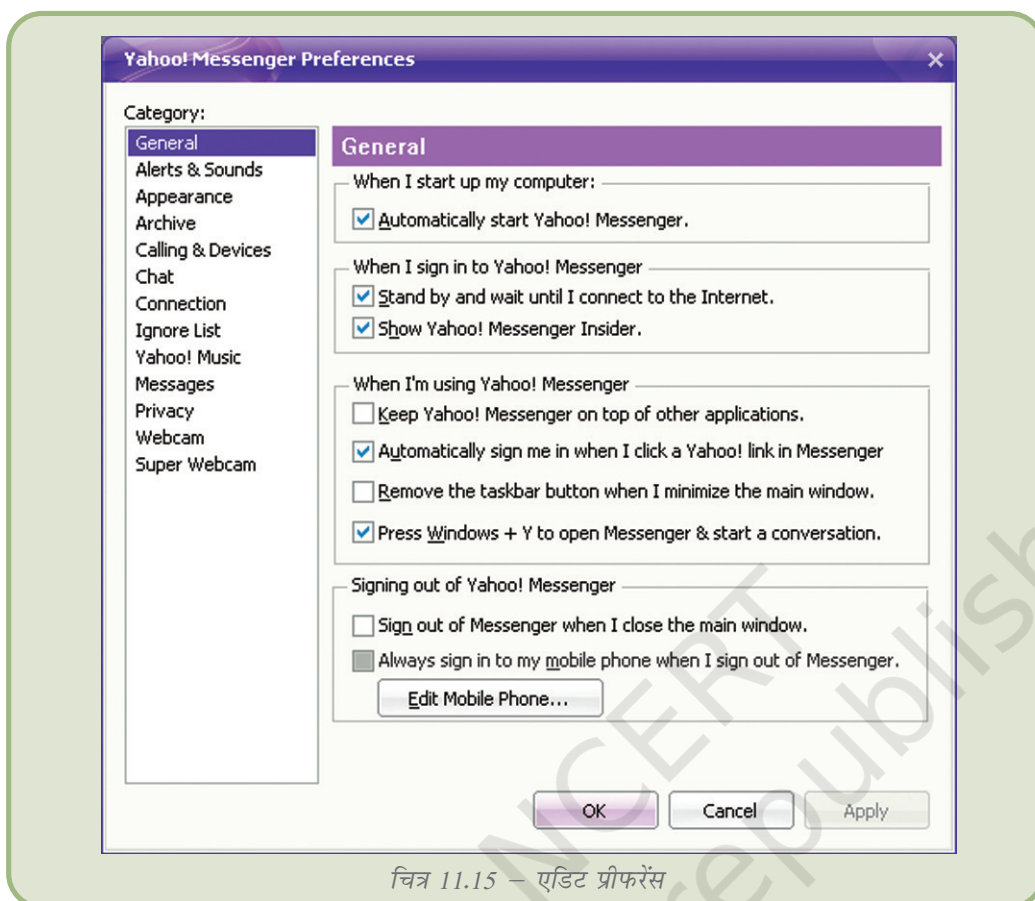 Yahoo! Messenger Preferences
Category:
General
Alerts & Sounds
Appearance
Archive
Calling & Devices
Chat
Connection
Ignore List
Yahoo! Music
Messages
Privacy
Webcam
Super Webcam
General
When I start up my computer:
Automatically start Yahoo! Messenger.
When I sign in to Yahoo! Messenger
Stand by and wait until I connect to the Internet.
Show Yahoo! Messenger Insider.
When I'm using Yahoo! Messenger
Keep Yahoo! Messenger on top of other applications.
Automatically sign me in when I click a Yahoo! link in Messenger
Remove the taskbar button when I minimize the main window.
Press Windows + Y to open Messenger & start a conversation.
Signing out of Yahoo! Messenger
Sign out of Messenger when I close the main window.
Always sign in to my mobile phone when I sign out of Messenger.
Edit Mobile Phone...
OK Cancel Apply
चित्र 11.15 – एडिट प्रीफरेंस
NCERT
republish